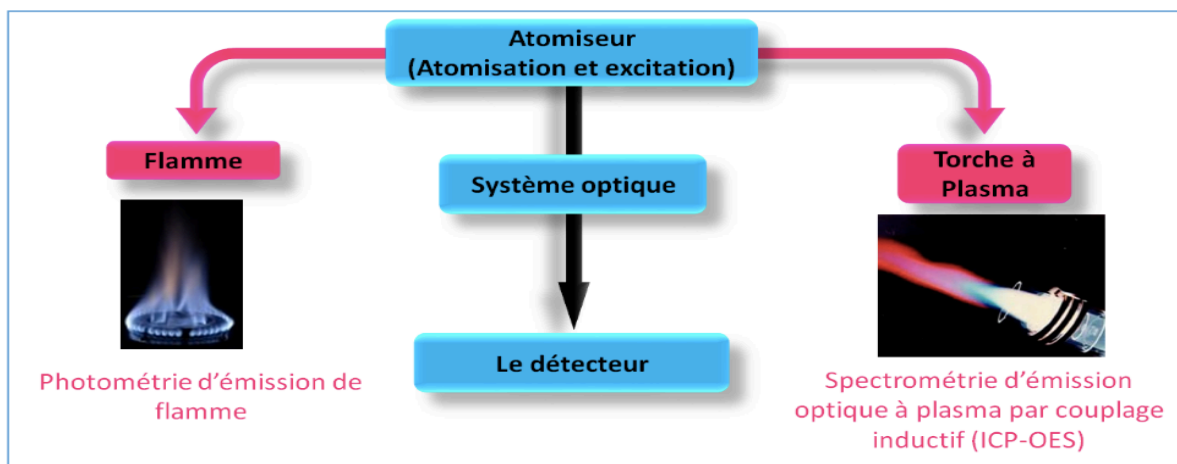 Atomiseur
(Atomisation et excitation)
Flamme
Système optique
Torche à
Plasma
Le détecteur
Photométrie d’émission de
flamme
Spectrométrie d’émission
optique à plasma par couplage
inductif (ICP-OES)